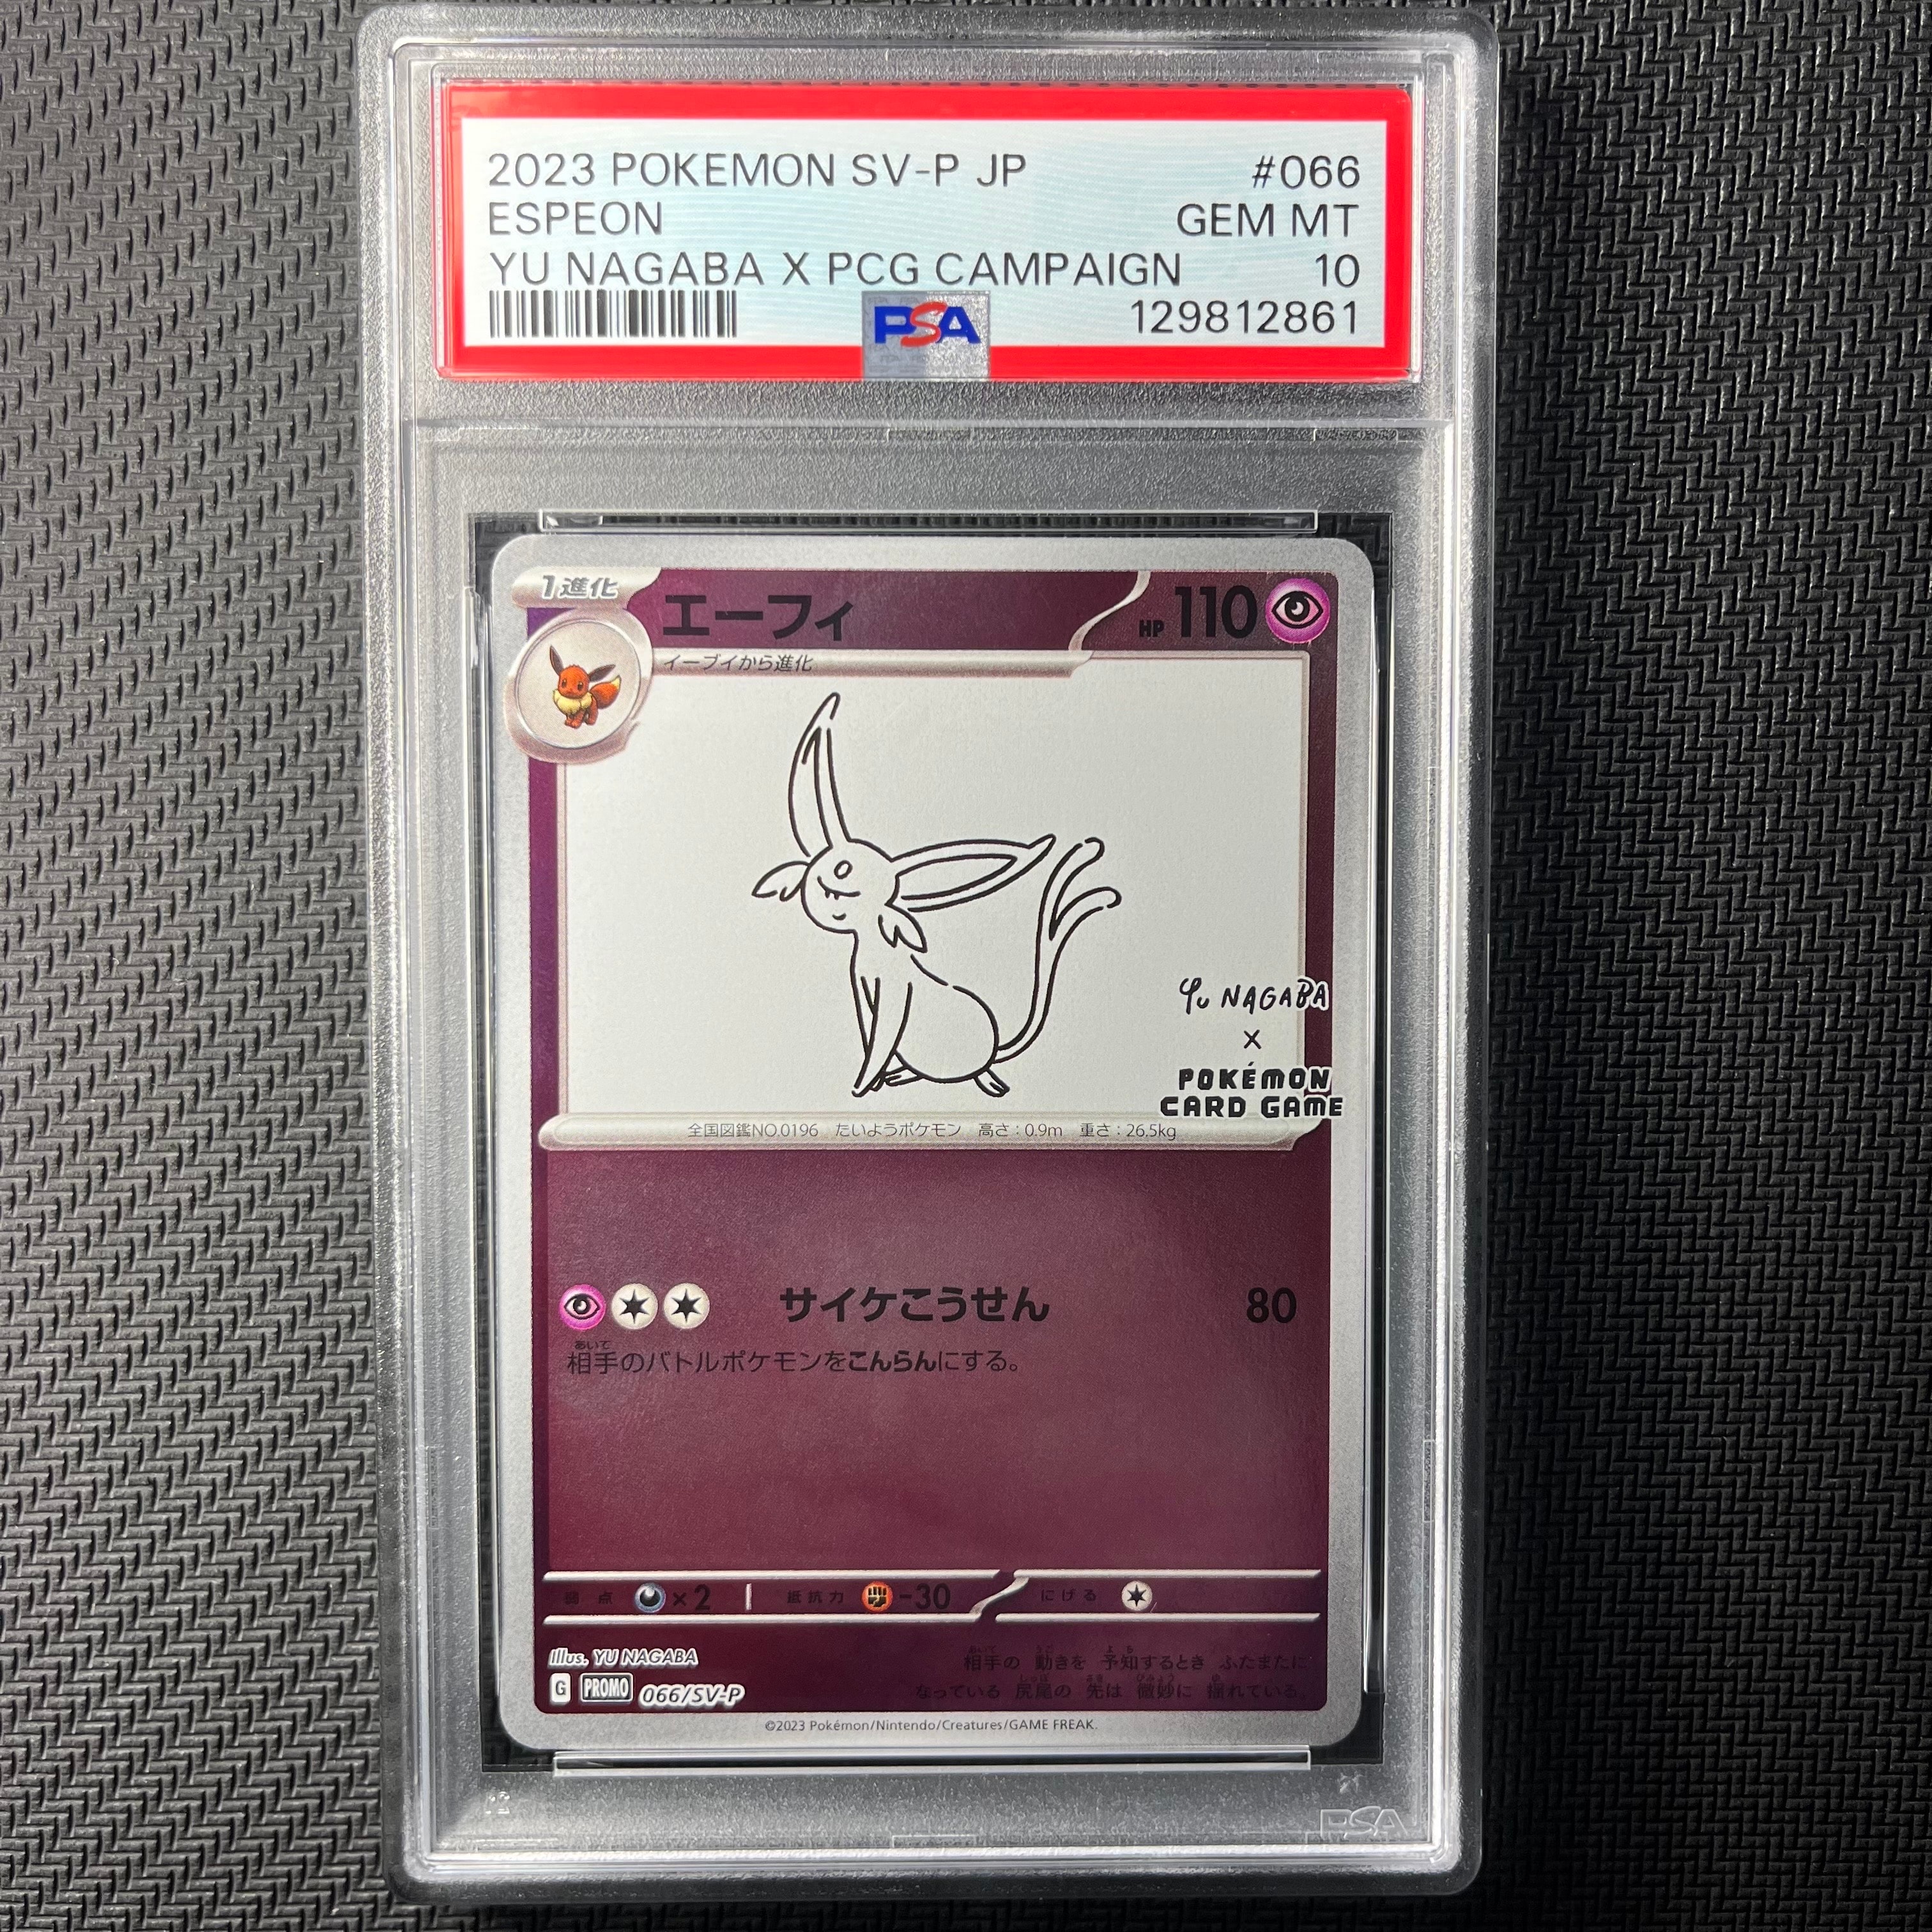 2023 POKEMON SV-P JP #066
ESPEON GEM MT
YU NAGABA X PCG CAMPAIGN 10
PSA 129812861
1進化
エーフィ HP 110
イーブイから進化
YU NAGABA
×
POKÉMON
CARD GAME
全国図鑑NO.0196 たいようポケモン 高さ:0.9m 重さ:26.5kg
サイケこうせん 80
あいて
相手のバトルポケモンをこんらんにする。
弱点 ×2 抵抗力 -30 にげる
Illus. YU NAGABA
相手の 動きを 予知するとき ふたまたに
なっている 尻尾の 先は 微妙に 揺れている。
G PROMO 066/SV-P
©2023 Pokémon/Nintendo/Creatures/GAME FREAK.
PSA